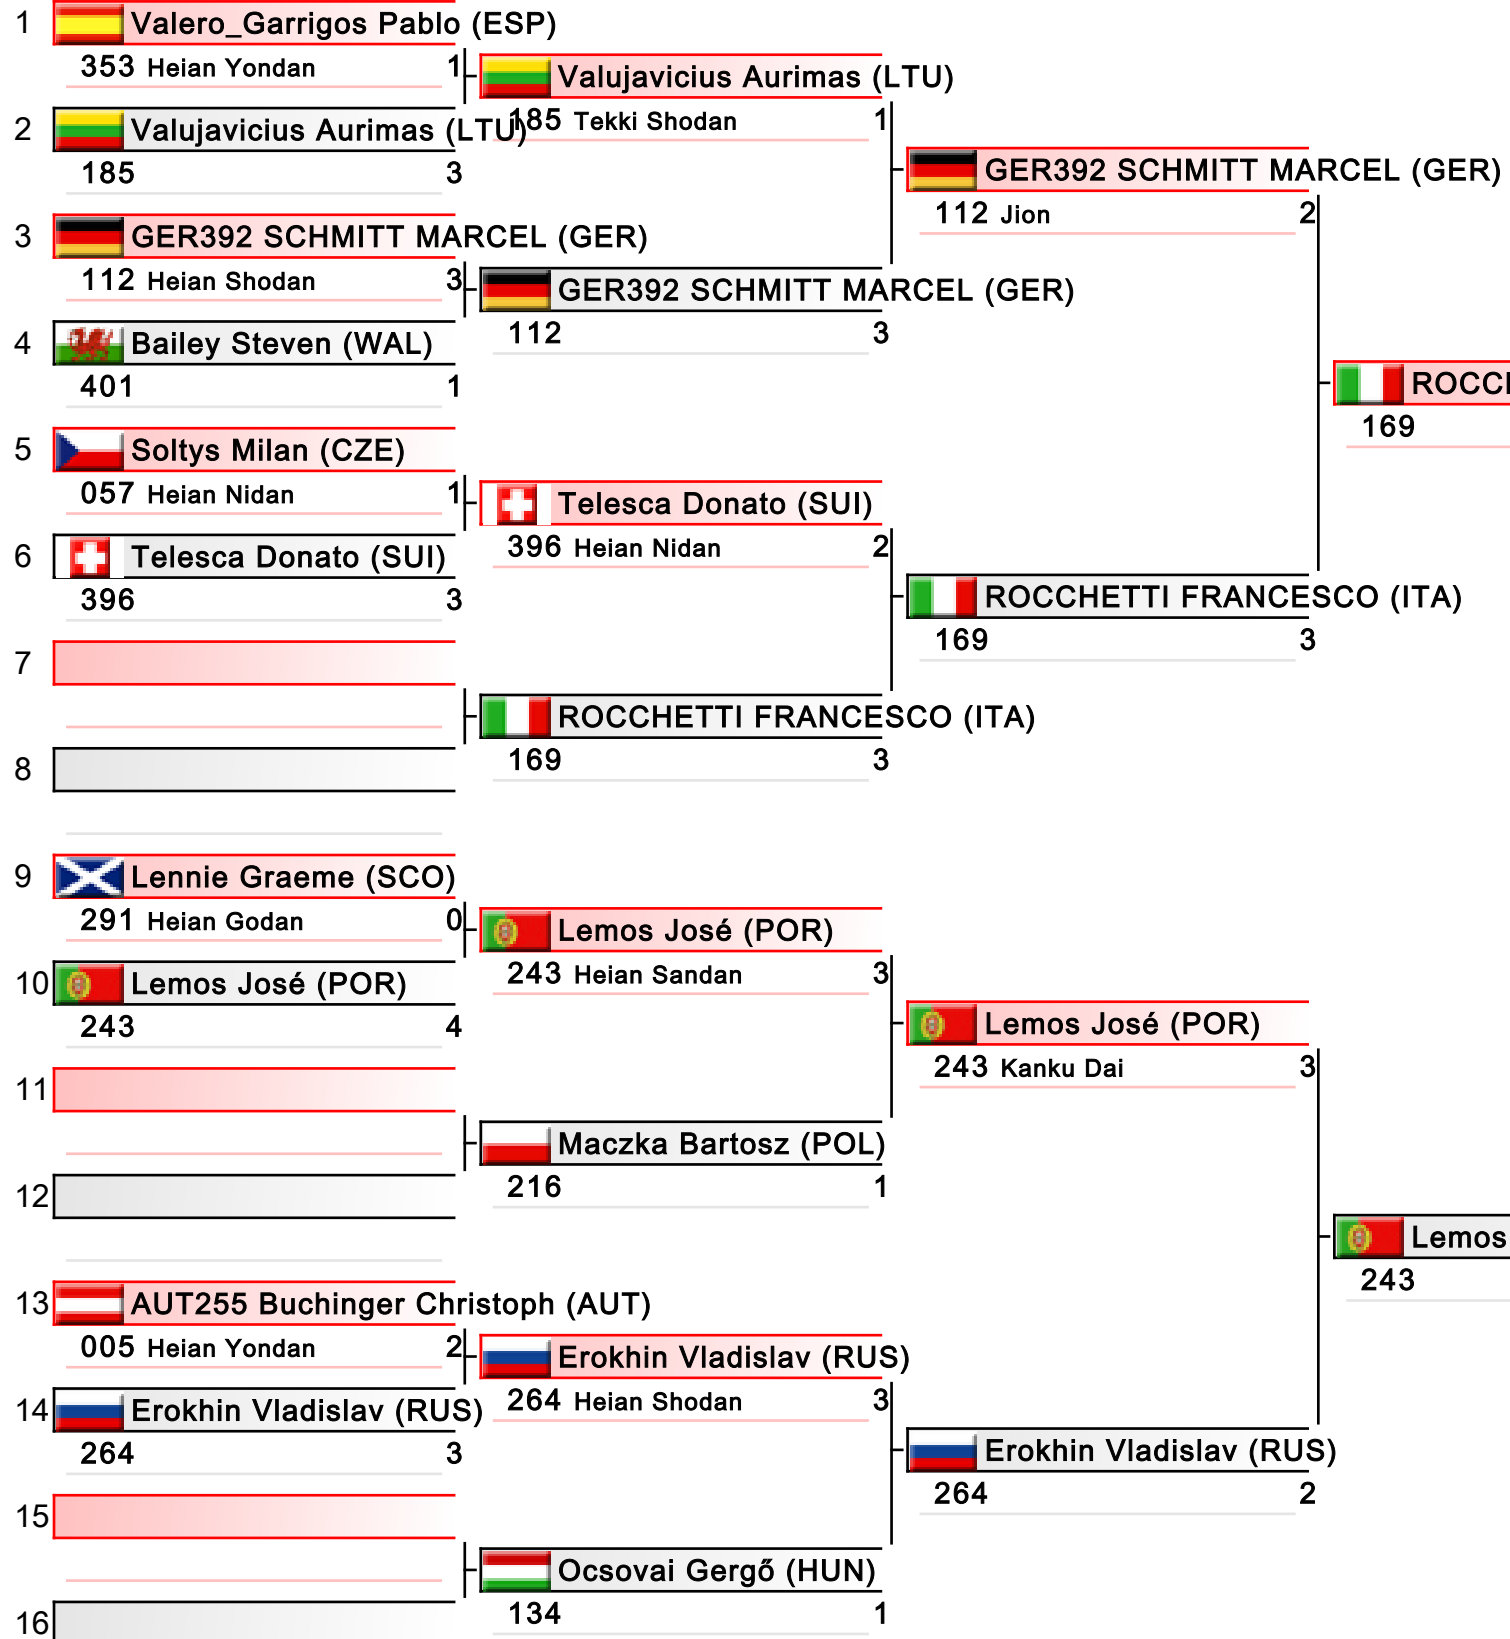 1 Valero_Garrigos Pablo (ESP)
353 Heian Yondan 1
2 Valujavicius Aurimas (LTU)
185 3
3 GER392 SCHMITT MARCEL (GER)
112 Heian Shodan 3
4 Bailey Steven (WAL)
401 1
5 Soltys Milan (CZE)
057 Heian Nidan 1
6 Telesca Donato (SUI)
396 3
7
8
9 Lennie Graeme (SCO)
291 Heian Godan 0
10 Lemos José (POR)
243 4
11
12
13 AUT255 Buchinger Christoph (AUT)
005 Heian Yondan 2
14 Erokhin Vladislav (RUS)
264 3
15
16
Valujavicius Aurimas (LTU)
185 Tekki Shodan 1
GER392 SCHMITT MARCEL (GER)
112 3
Telesca Donato (SUI)
396 Heian Nidan 2
ROCCHETTI FRANCESCO (ITA)
169 3
Lemos José (POR)
243 Heian Sandan 3
Maczka Bartosz (POL)
216 1
Erokhin Vladislav (RUS)
264 Heian Shodan 3
Ocsovai Gergő (HUN)
134 1
GER392 SCHMITT MARCEL (GER)
112 Jion 2
ROCCHETTI FRANCESCO (ITA)
169 3
Lemos José (POR)
243 Kanku Dai 3
Erokhin Vladislav (RUS)
264 2
169
Lemos
243